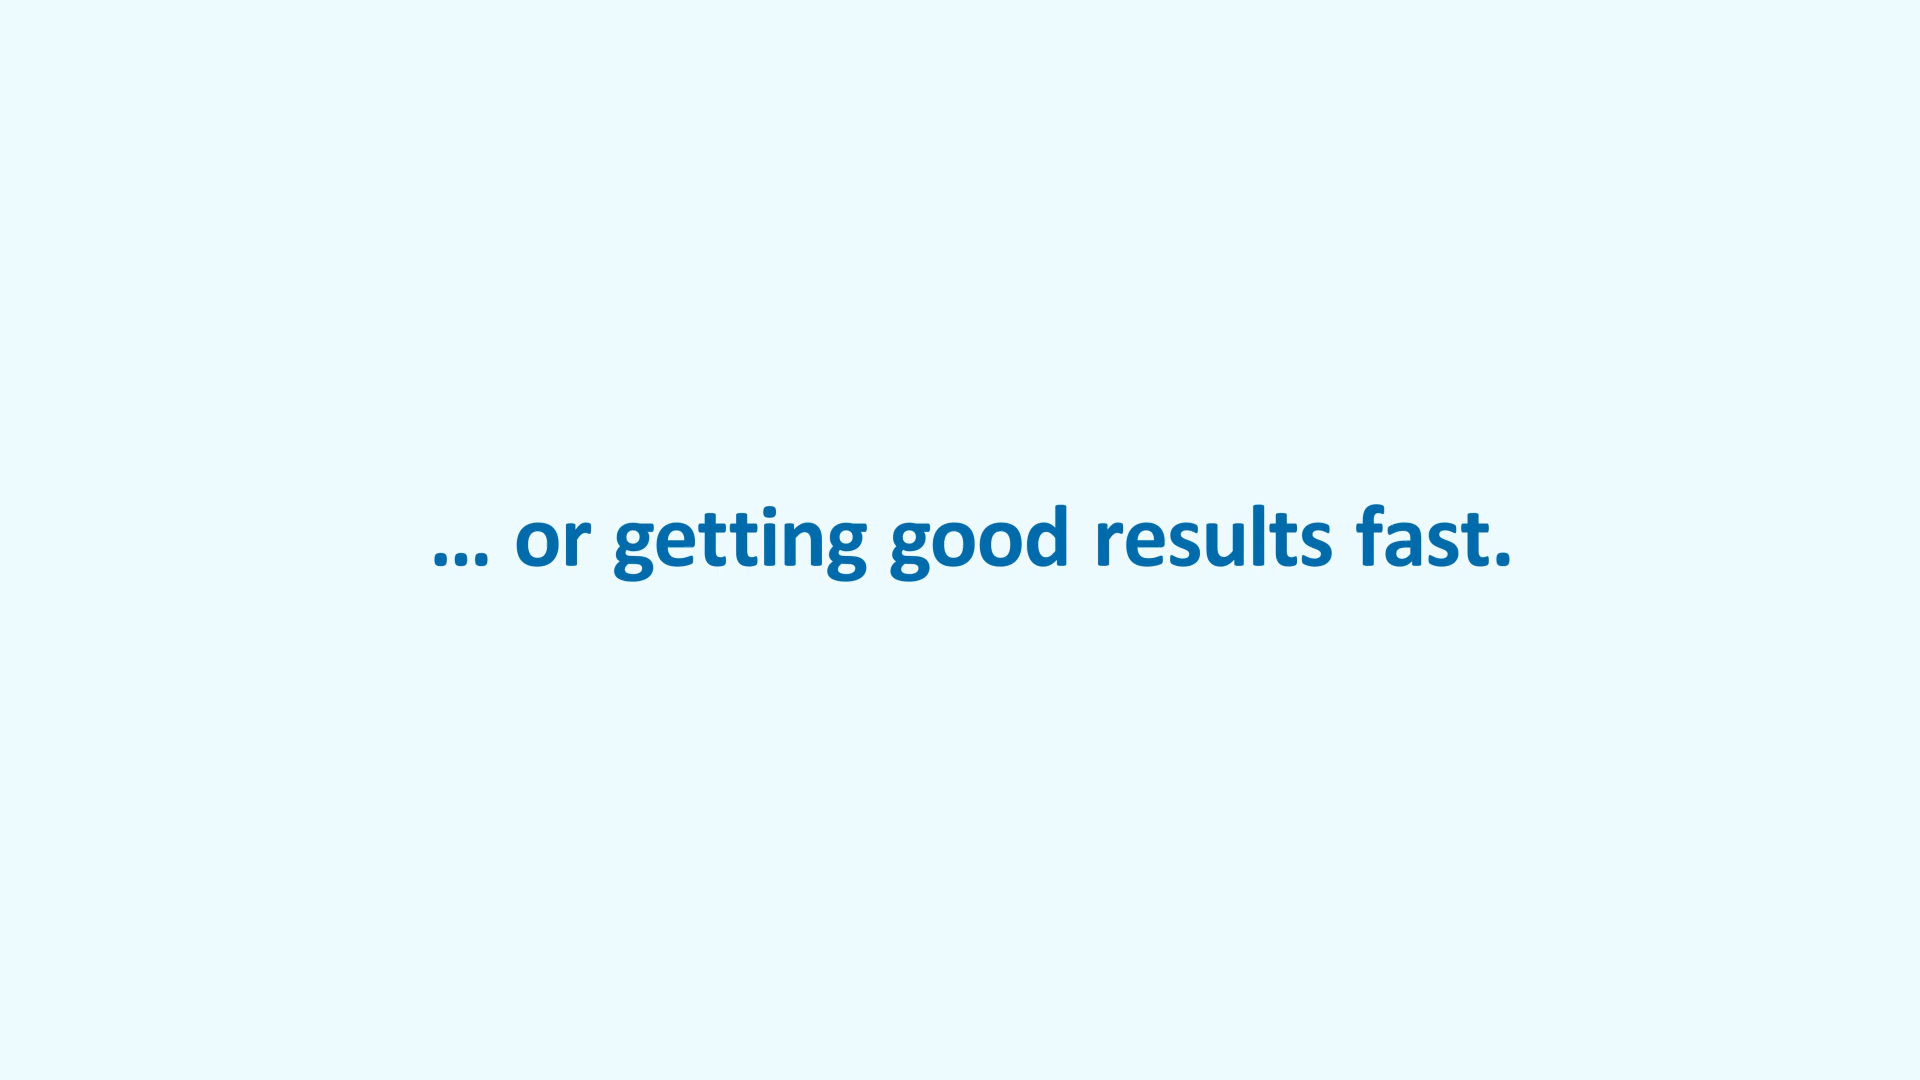 … or getting good results fast.